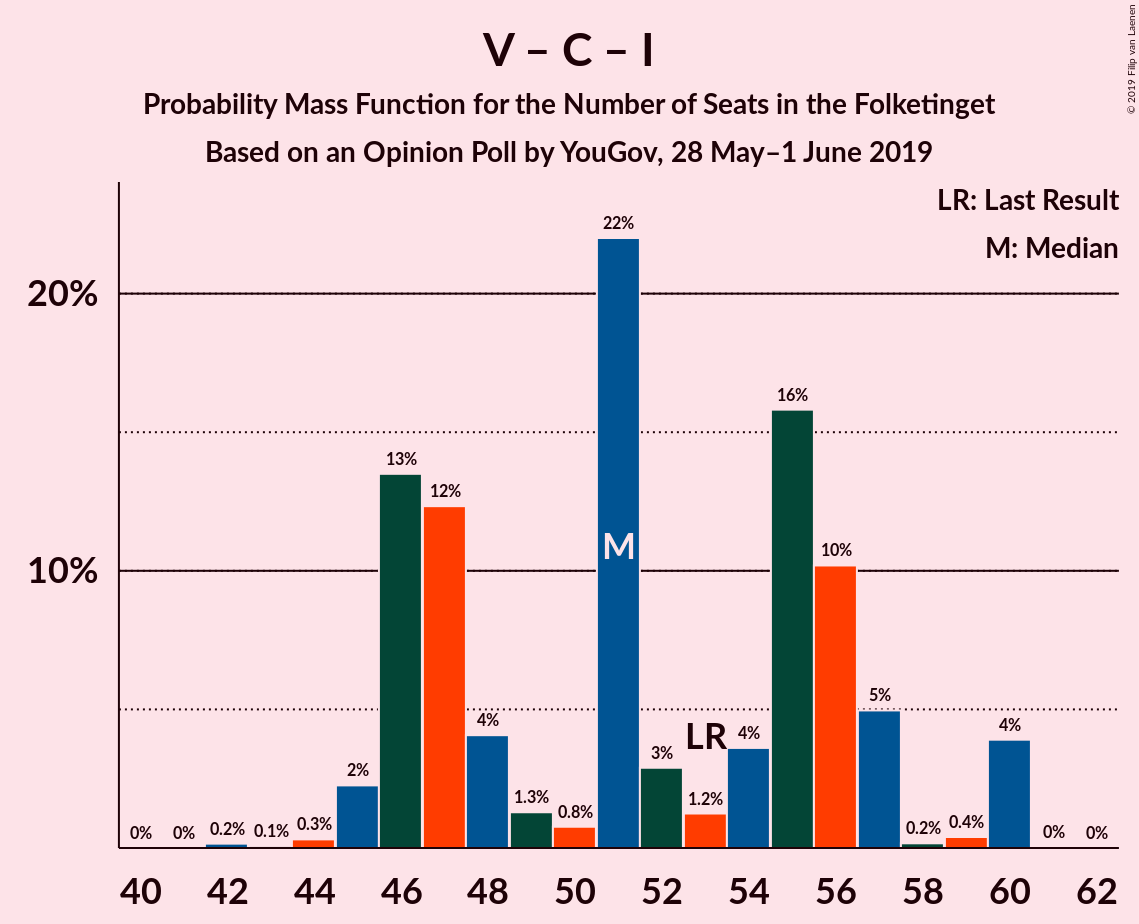 V – C – I
Probability Mass Function for the Number of Seats in the Folketinget
Based on an Opinion Poll by YouGov, 28 May–1 June 2019
© 2019 Filip van Laenen
LR: Last Result
M: Median
20%
10%
0%
0%
0.2%
0.1%
0.3%
2%
13%
12%
4%
1.3%
0.8%
22%
M
3%
LR
1.2%
4%
16%
10%
5%
0.2%
0.4%
4%
0%
0%
40 42 44 46 48 50 52 54 56 58 60 62